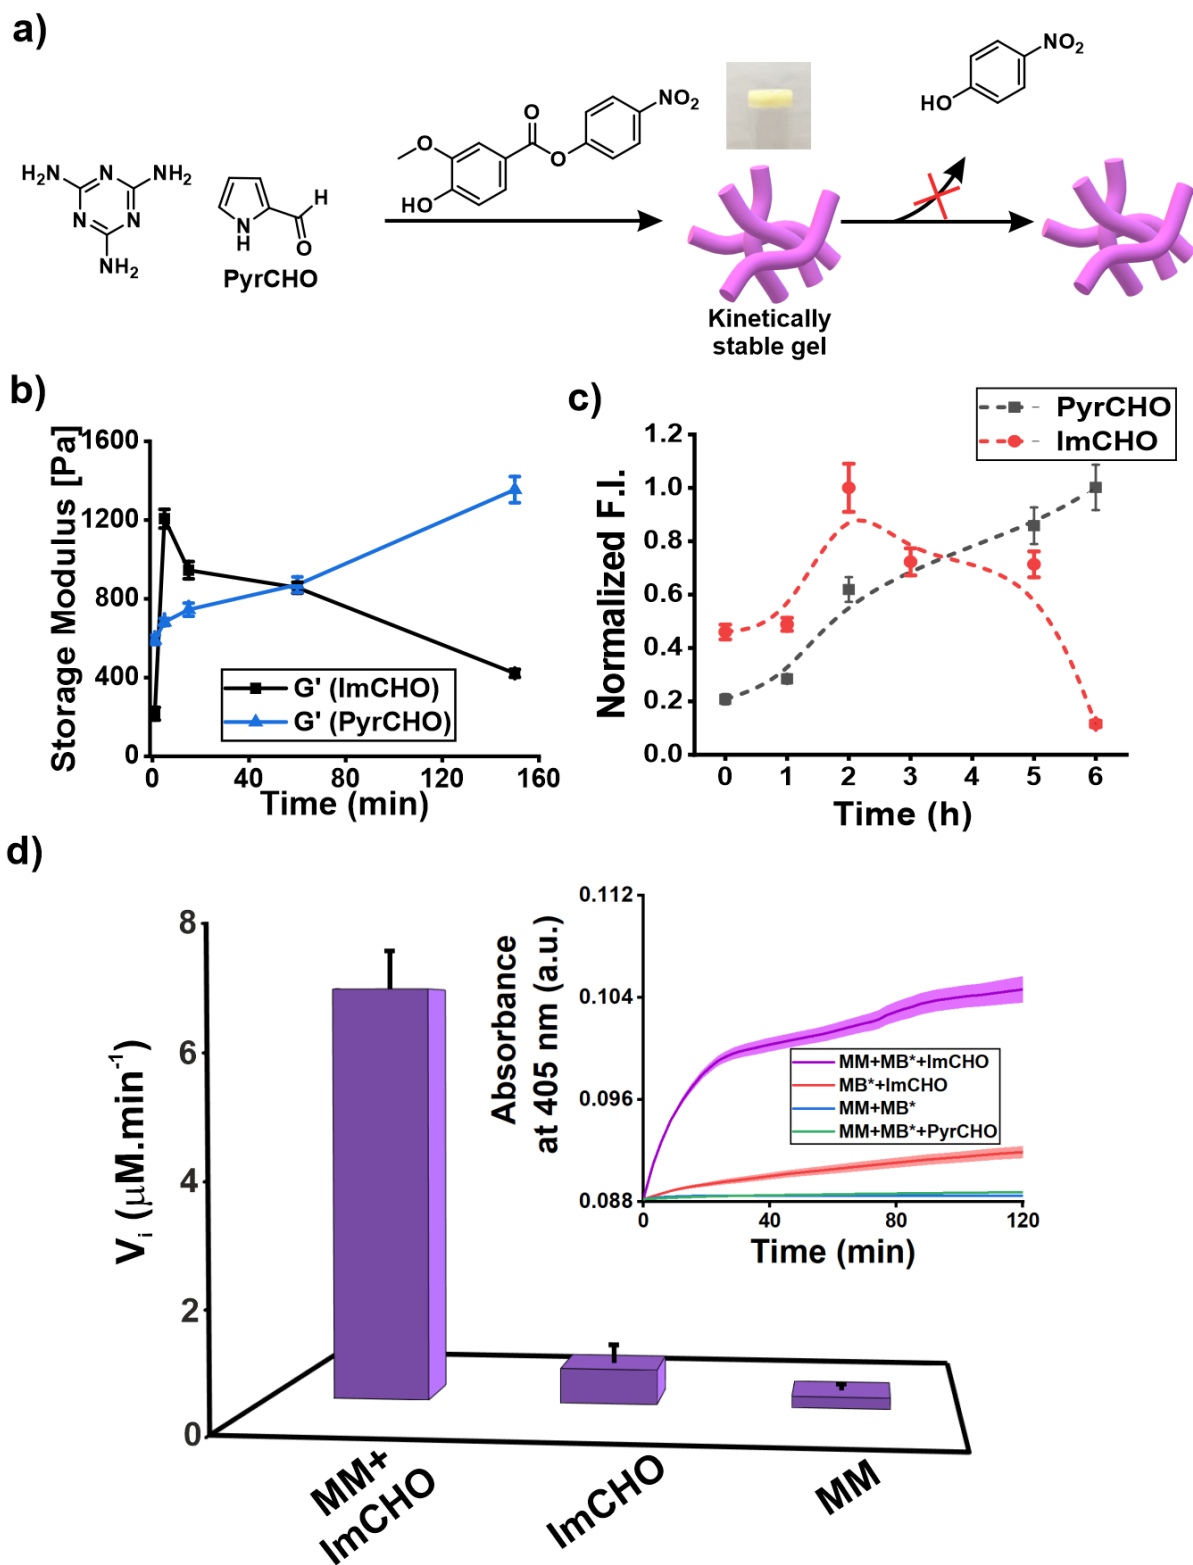 a)
NO₂
HO
NO₂
O
O
O
HO
H₂N
N
NH₂
N
N
NH₂
H
N
H
O
PyrCHO
Kinetically
stable gel
b)
Storage Modulus [Pa]
1600
1200
800
400
0
0
40
80
120
160
Time (min)
G' (ImCHO)
G' (PyrCHO)
c)
PyrCHO
ImCHO
Normalized F.I.
1.2
1.0
0.8
0.6
0.4
0.2
0.0
0
1
2
3
4
5
6
Time (h)
d)
Vᵢ (μM.min⁻¹)
8
6
4
2
0
MM+
ImCHO
ImCHO
MM
Absorbance
at 405 nm (a.u.)
0.112
0.104
0.096
0.088
0
40
80
120
Time (min)
MM+MB*+ImCHO
MB*+ImCHO
MM+MB*
MM+MB*+PyrCHO